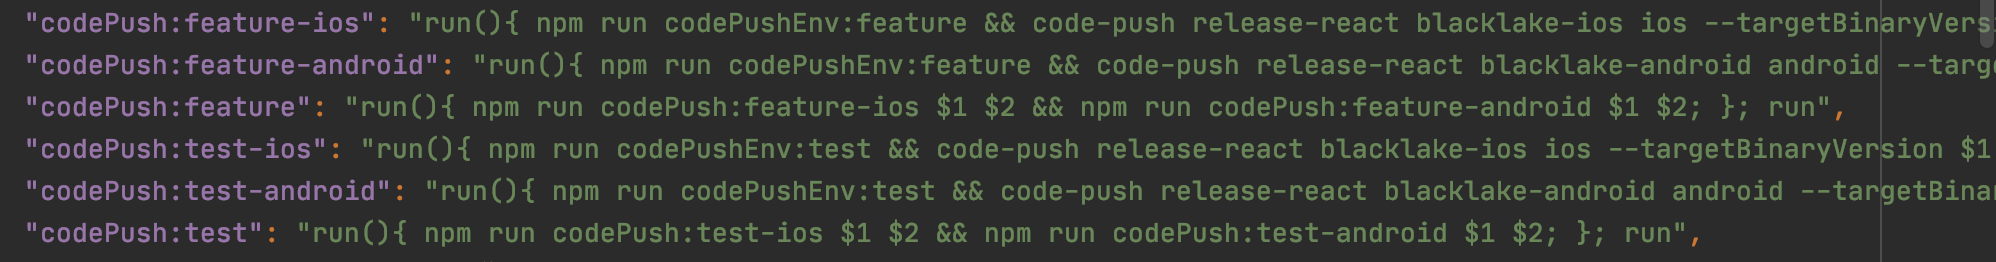 "codePush:feature-ios": "run(){ npm run codePushEnv:feature && code-push release-react blacklake-ios ios --targetBinaryVersi
"codePush:feature-android": "run(){ npm run codePushEnv:feature && code-push release-react blacklake-android android --targe
"codePush:feature": "run(){ npm run codePush:feature-ios $1 $2 && npm run codePush:feature-android $1 $2; }; run",
"codePush:test-ios": "run(){ npm run codePushEnv:test && code-push release-react blacklake-ios ios --targetBinaryVersion $1
"codePush:test-android": "run(){ npm run codePushEnv:test && code-push release-react blacklake-android android --targetBinar
"codePush:test": "run(){ npm run codePush:test-ios $1 $2 && npm run codePush:test-android $1 $2; }; run",